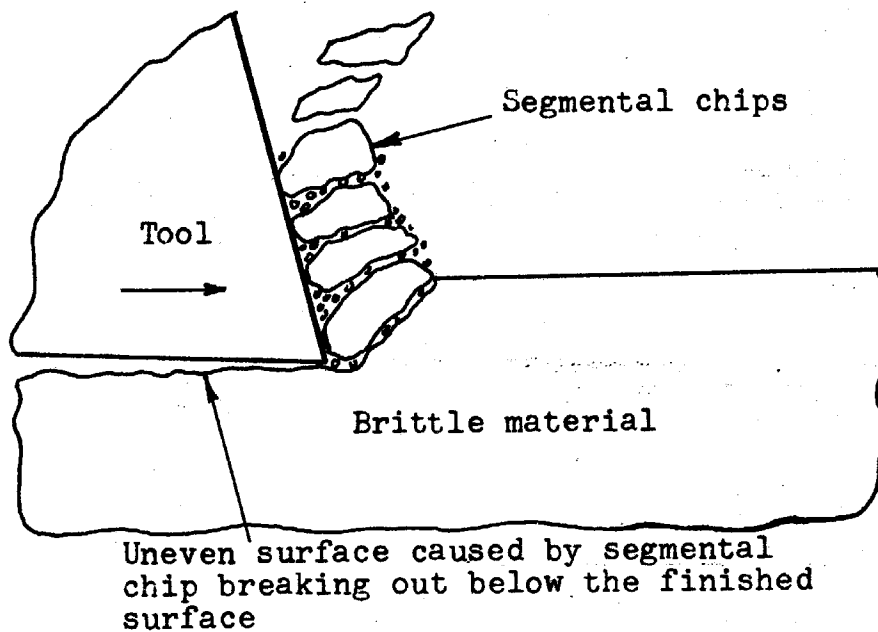 Segmental chips
Tool
Brittle material
Uneven surface caused by segmental
chip breaking out below the finished
surface